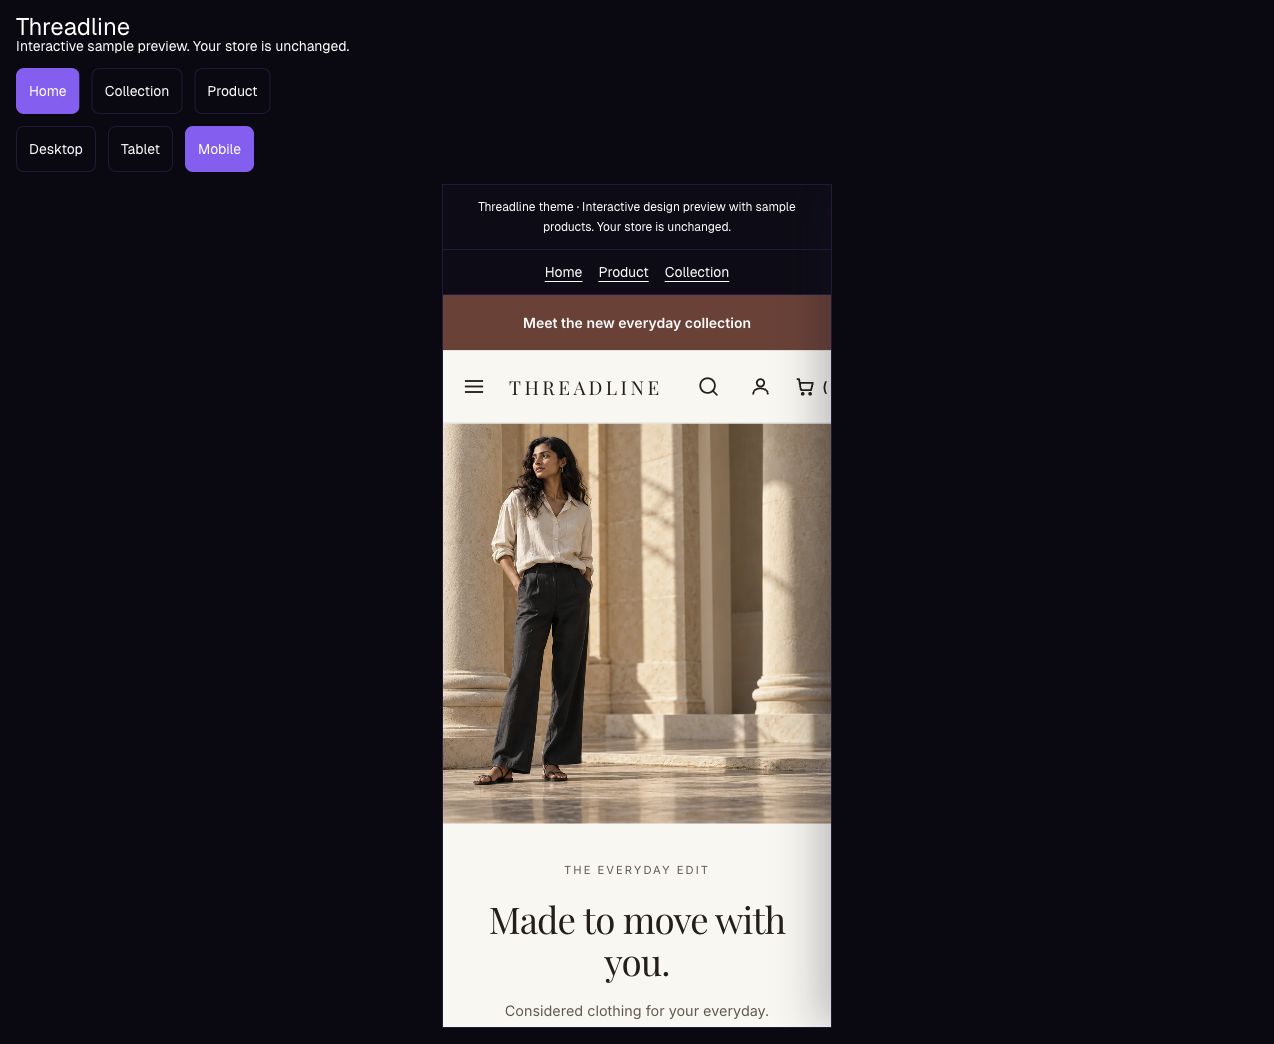 Threadline
Interactive sample preview. Your store is unchanged.
Home Collection Product
Desktop Tablet Mobile
Threadline theme · Interactive design preview with sample
products. Your store is unchanged.
Home Product Collection
Meet the new everyday collection
THREADLINE (
THE EVERYDAY EDIT
Made to move with
you.
Considered clothing for your everyday.